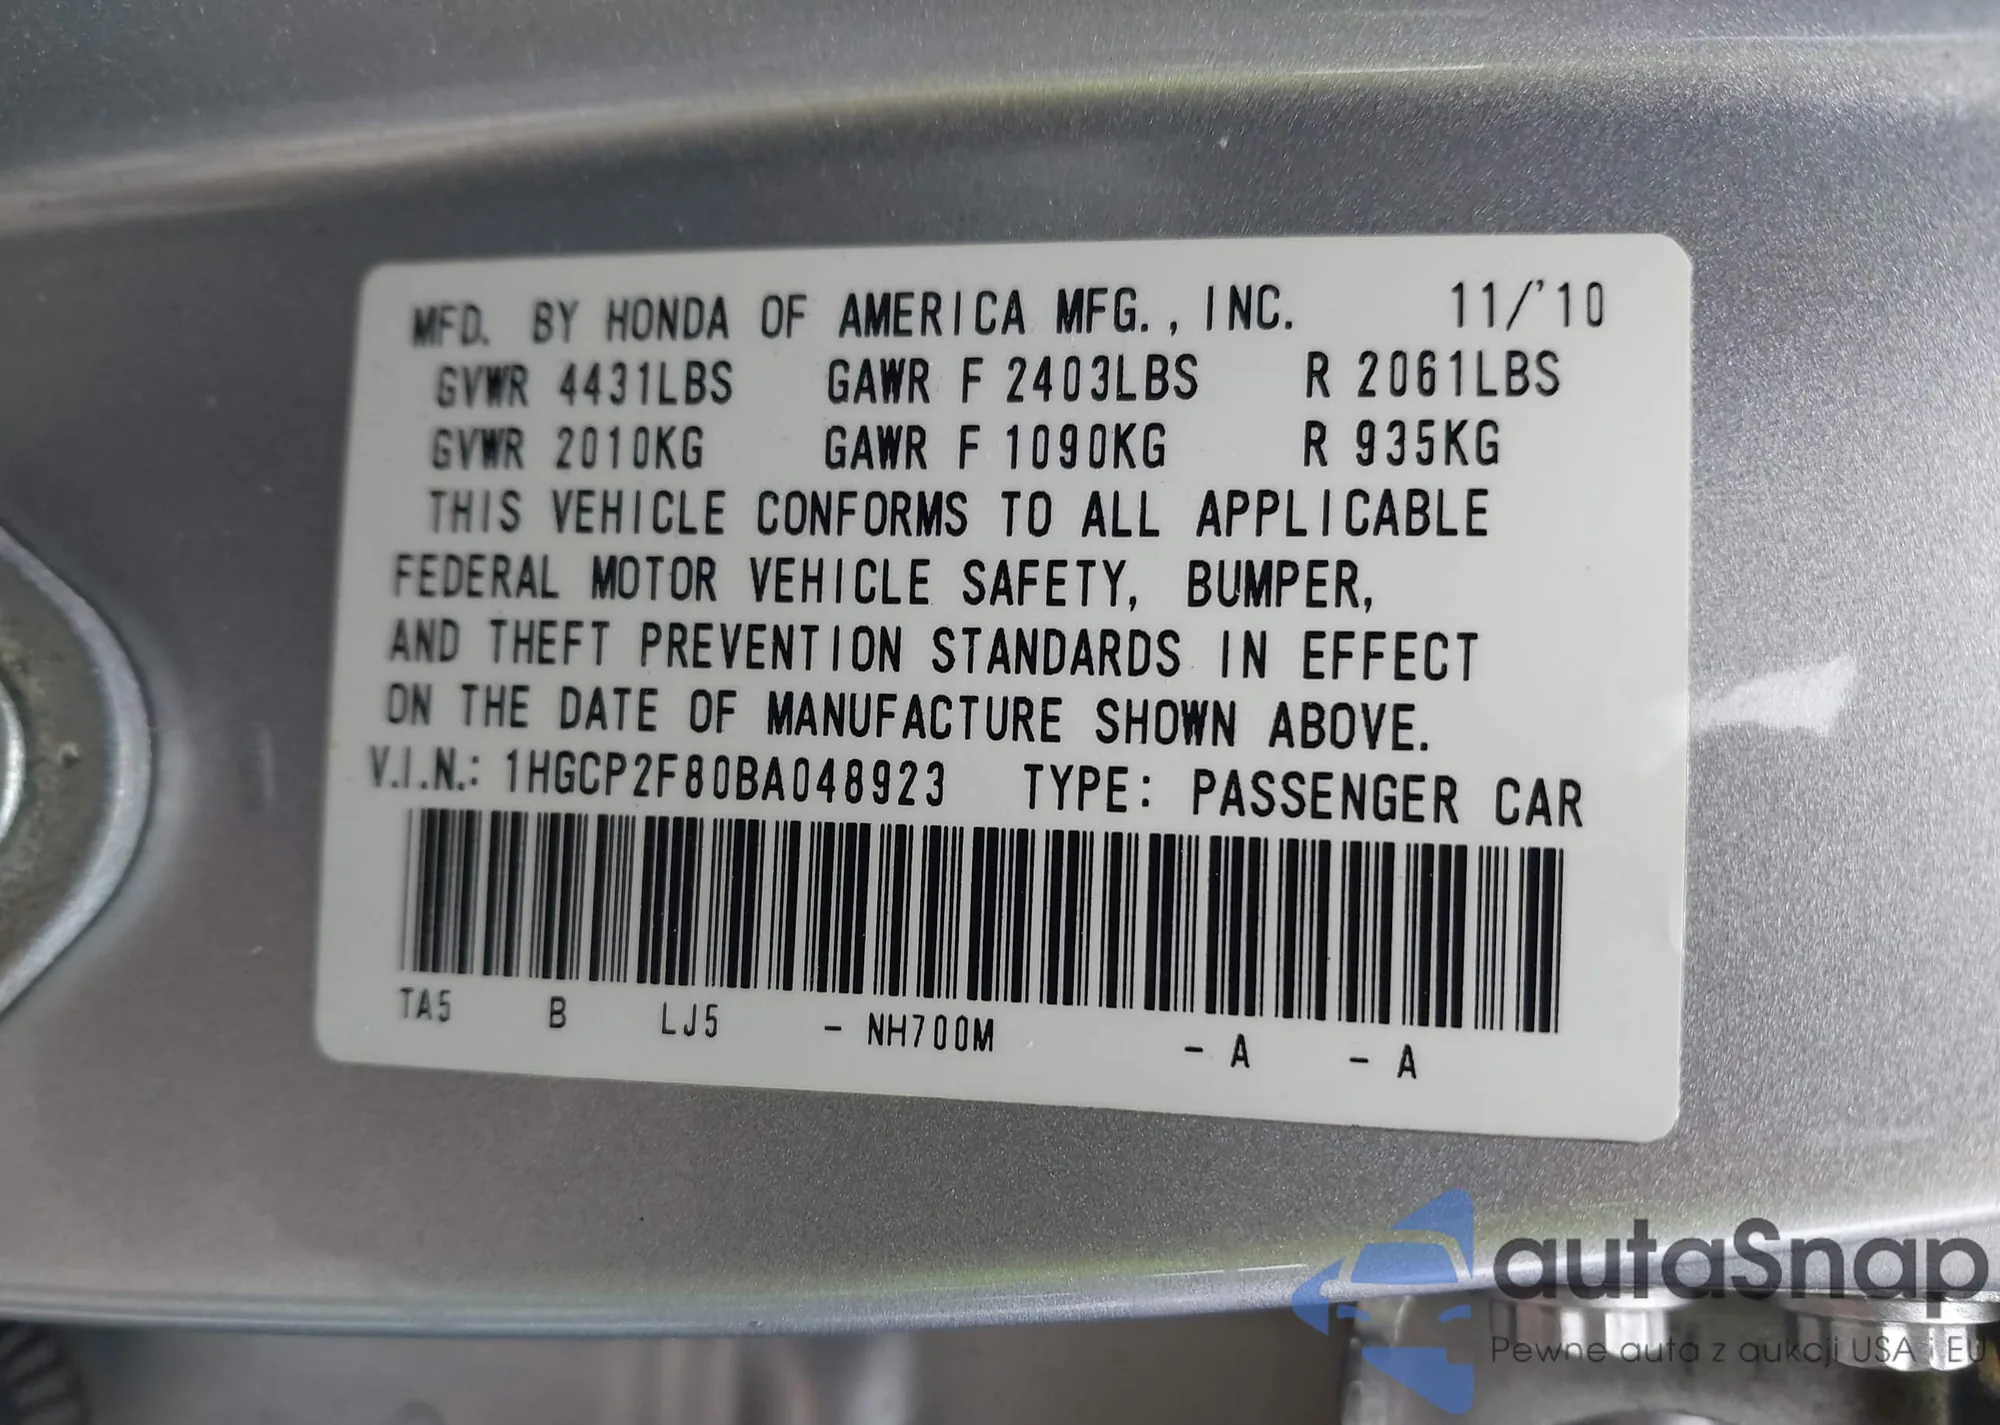 MFD. BY HONDA OF AMERICA MFG., INC. 11/'10
GVWR 4431LBS GAWR F 2403LBS R 2061LBS
GVWR 2010KG GAWR F 1090KG R 935KG
THIS VEHICLE CONFORMS TO ALL APPLICABLE
FEDERAL MOTOR VEHICLE SAFETY, BUMPER,
AND THEFT PREVENTION STANDARDS IN EFFECT
ON THE DATE OF MANUFACTURE SHOWN ABOVE.
V.I.N.: 1HGCP2F80BA048923 TYPE: PASSENGER CAR
TA5 B LJ5 - NH700M - A - A
autaSnap
Pewne auta z aukcji USA i EU